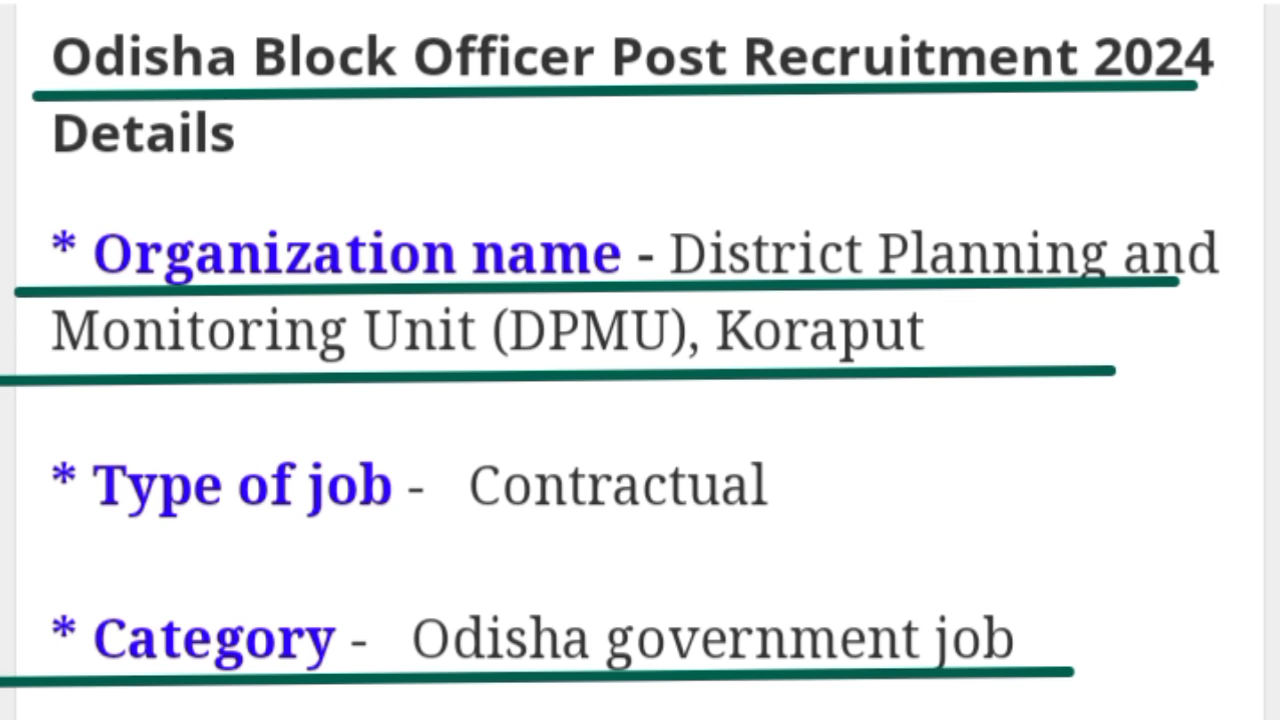 Odisha Block Officer Post Recruitment 2024
Details
* Organization name - District Planning and
Monitoring Unit (DPMU), Koraput
* Type of job - Contractual
* Category - Odisha government job